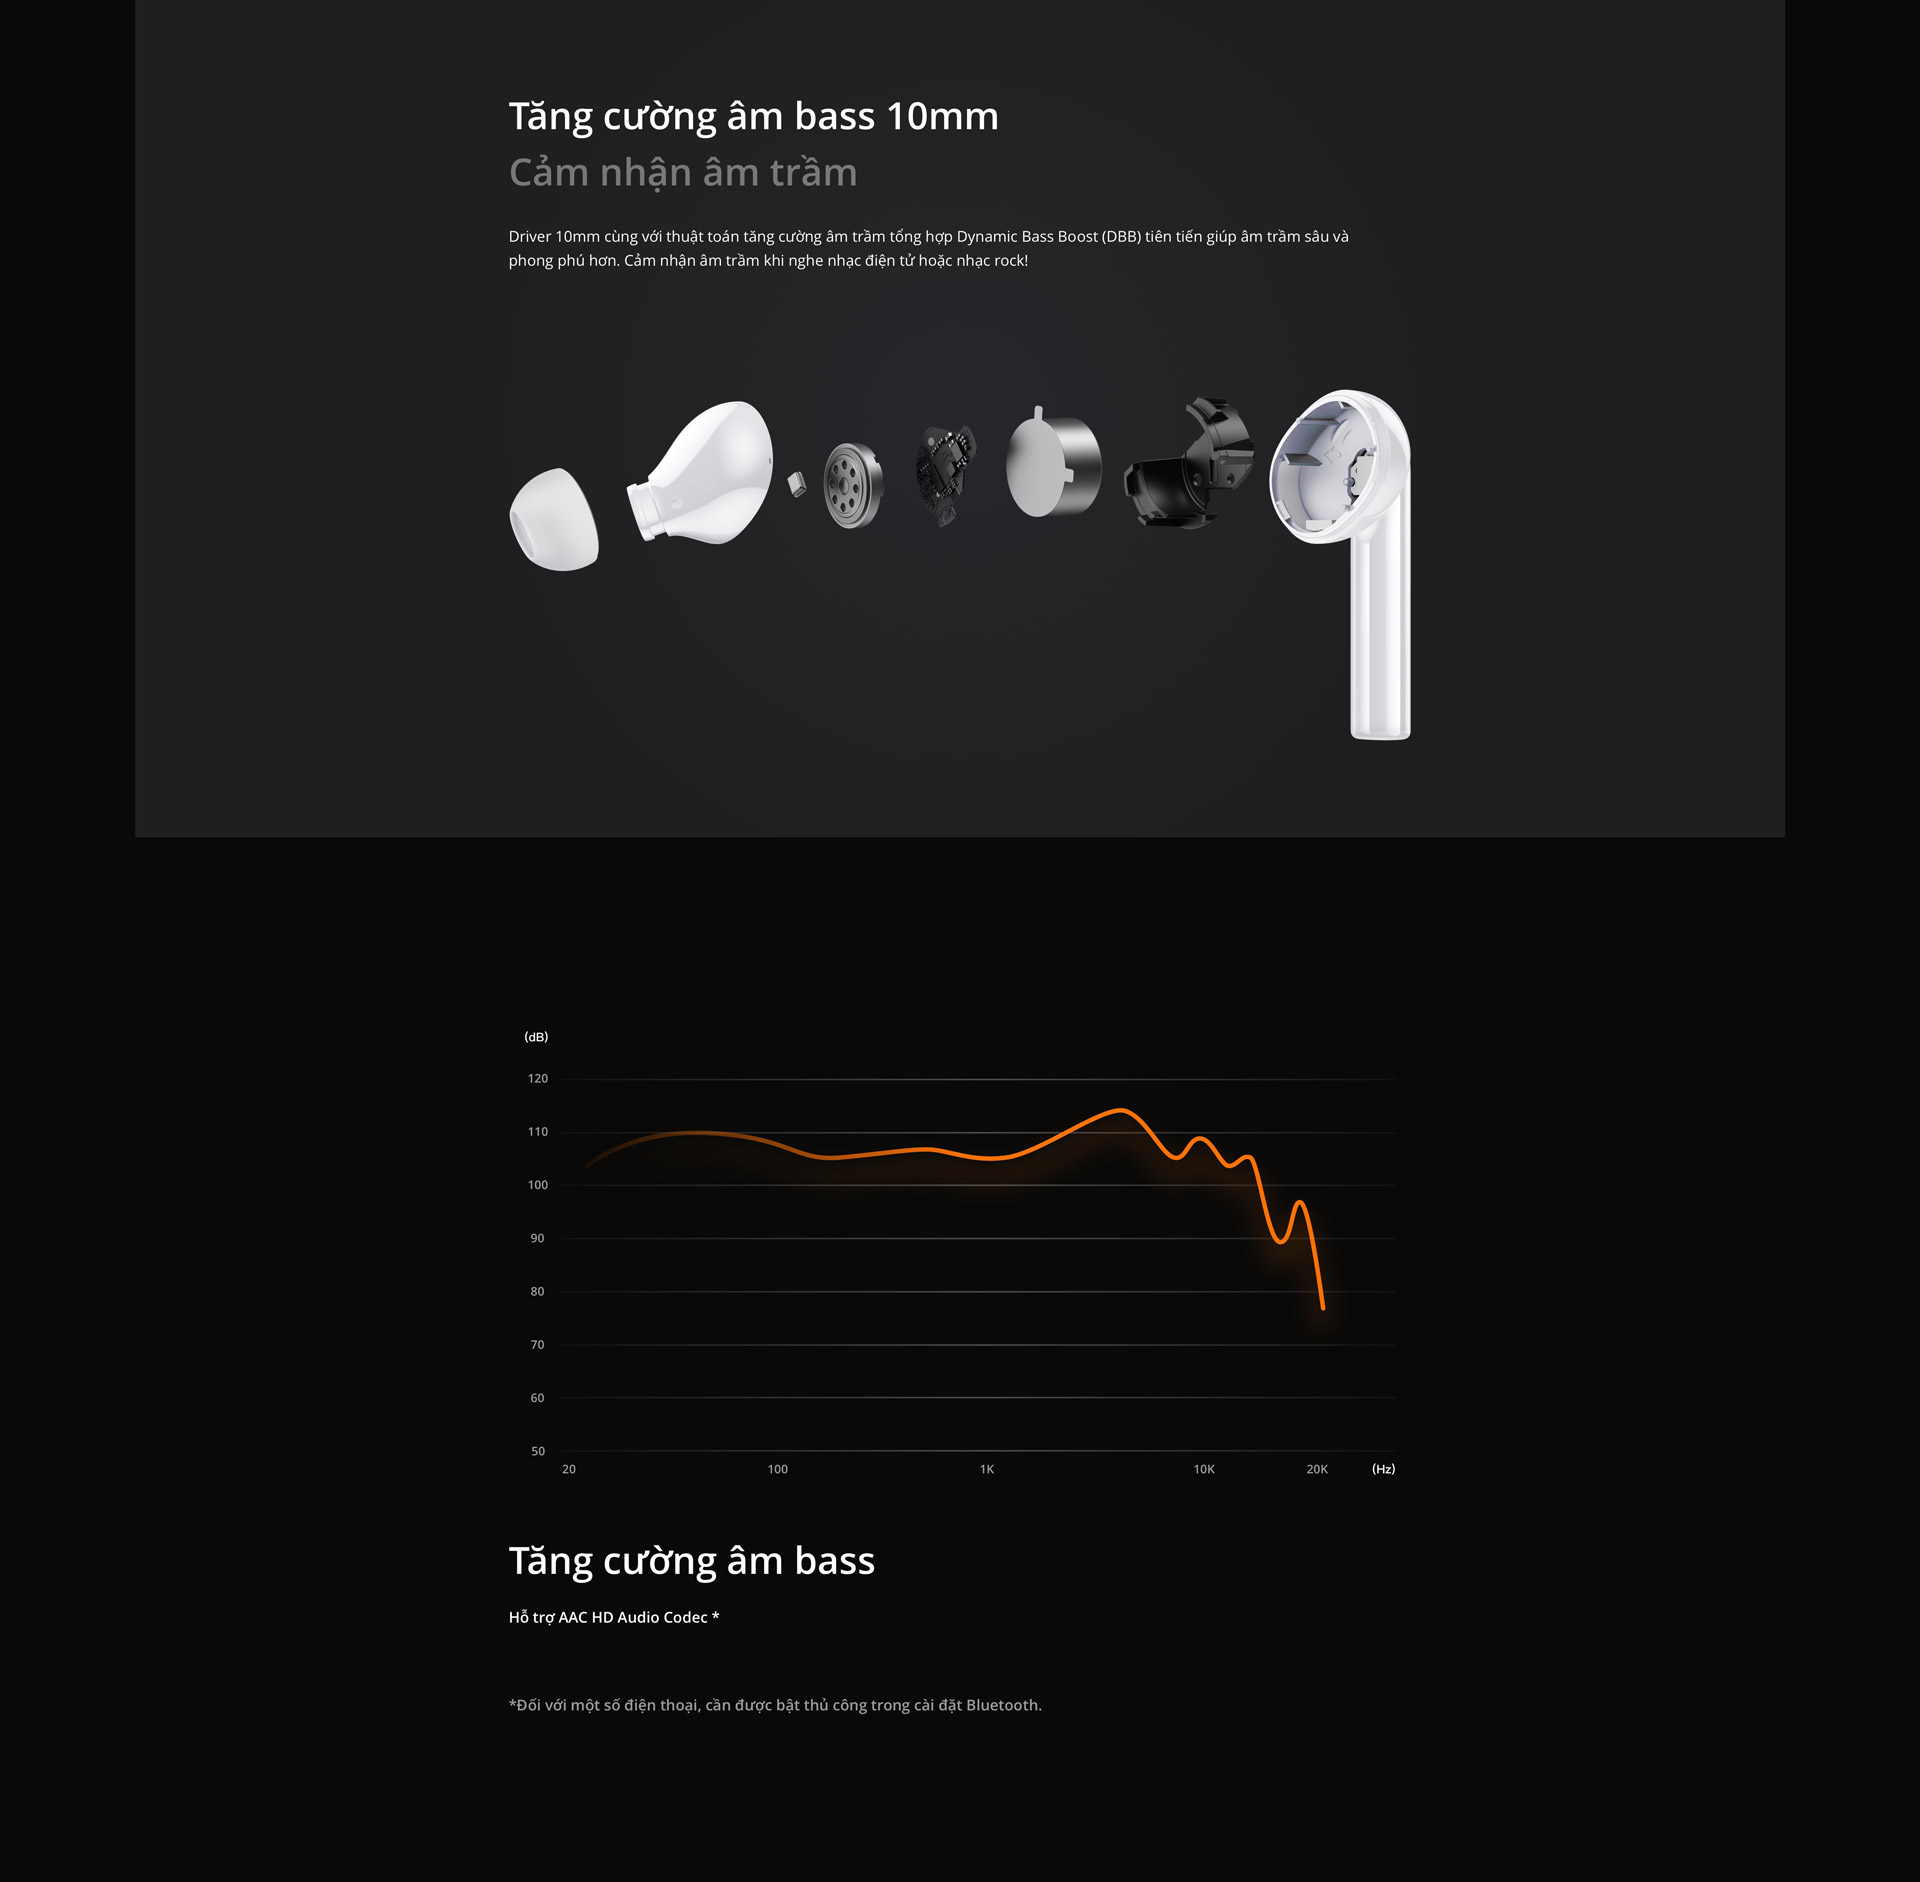 Tăng cường âm bass 10mm
Cảm nhận âm trầm
Driver 10mm cùng với thuật toán tăng cường âm trầm tổng hợp Dynamic Bass Boost (DBB) tiên tiến giúp âm trầm sâu và
phong phú hơn. Cảm nhận âm trầm khi nghe nhạc điện tử hoặc nhạc rock!
(dB)
120
110
100
90
80
70
60
50
20 100 1K 10K 20K (Hz)
Tăng cường âm bass
Hỗ trợ AAC HD Audio Codec *
*Đối với một số điện thoại, cần được bật thủ công trong cài đặt Bluetooth.